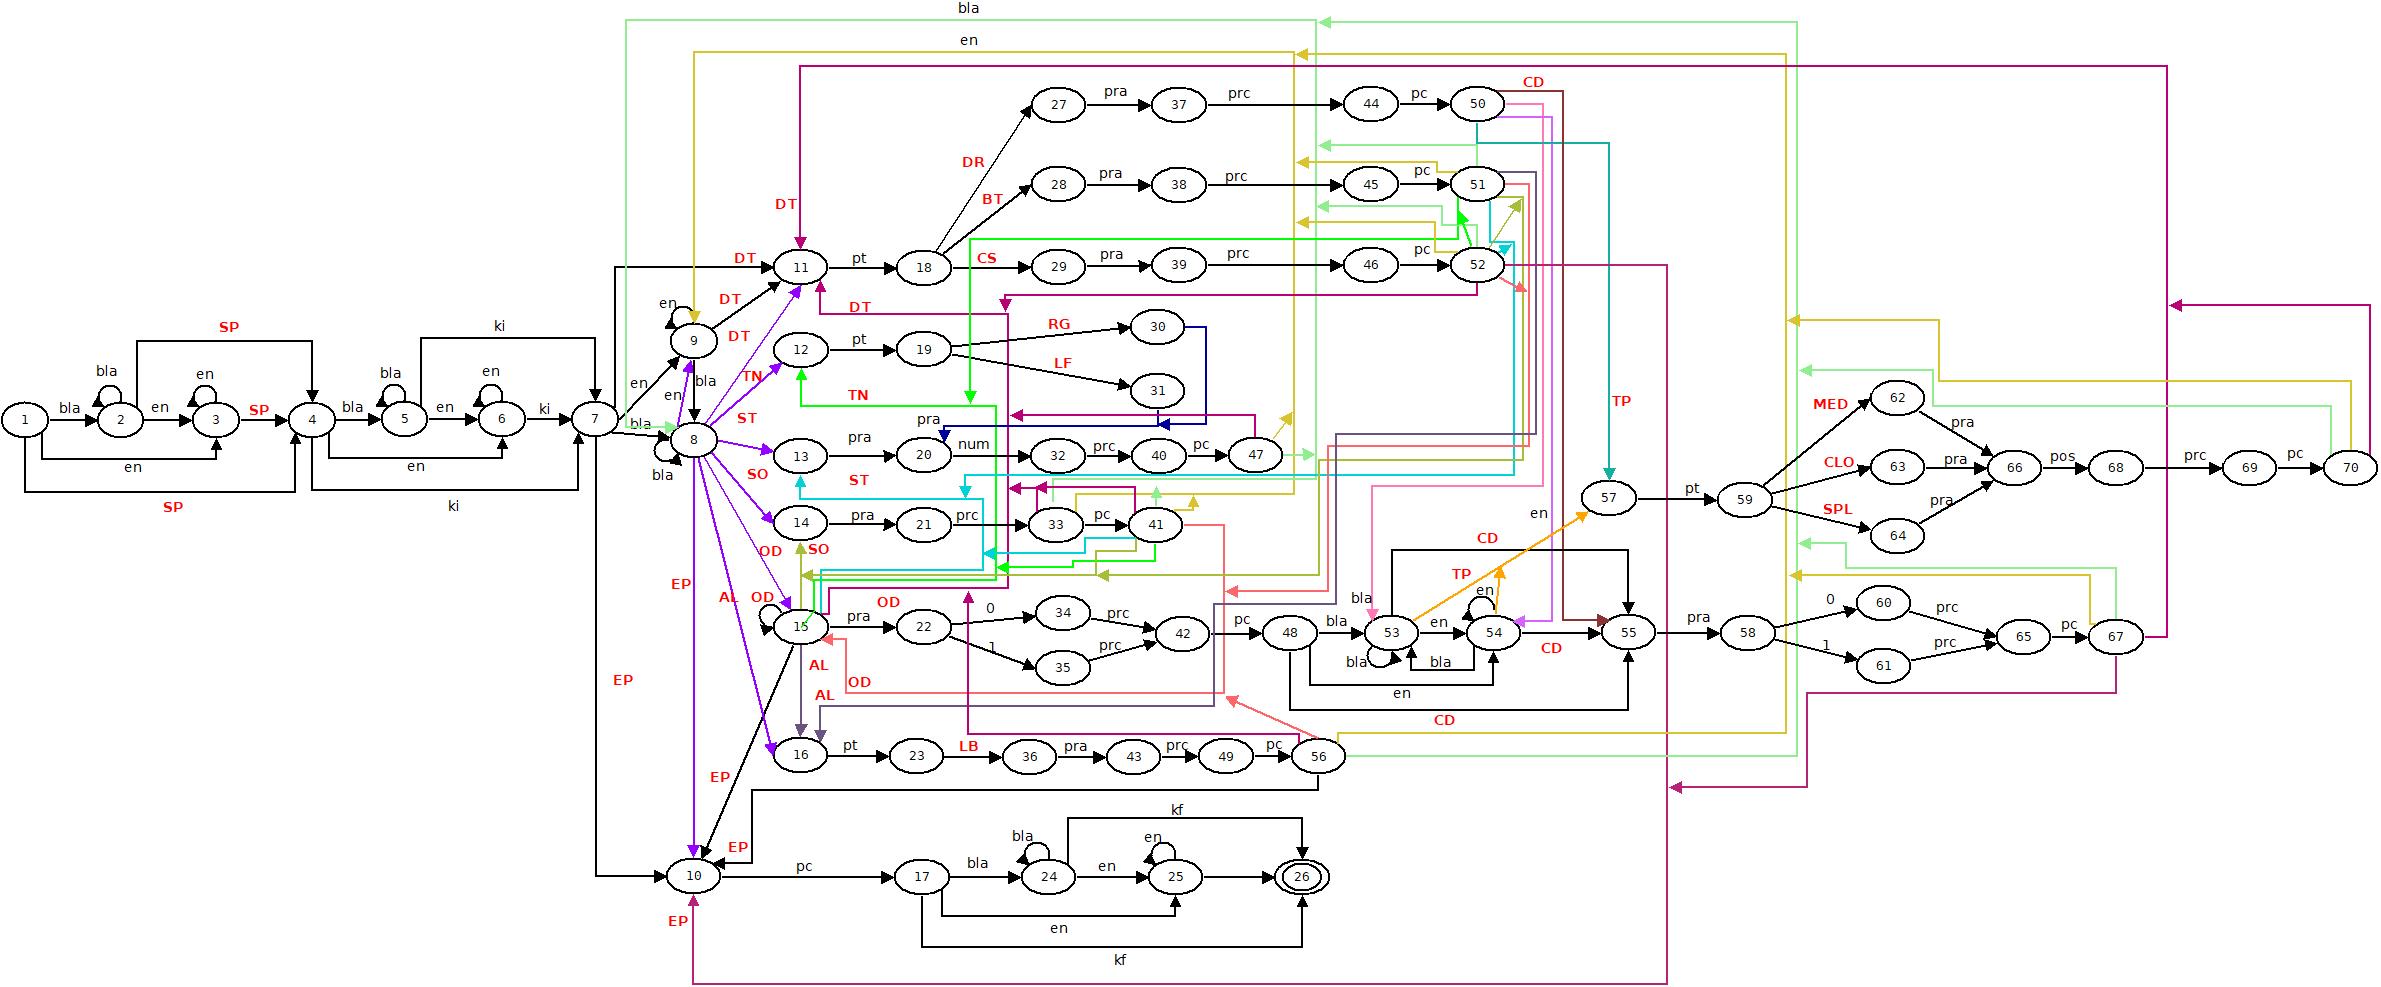 bla
en
CD
27
pra
37
prc
44
pc
50
DR
BT
28
pra
38
prc
45
pc
51
DT
DT
11
pt
18
CS
29
pra
39
prc
46
pc
52
DT
DT
en
9
DT
SP
ki
12
pt
19
RG
30
LF
31
TN
TN
bla
en
en
bla
en
bla
en
TP
MED
62
pra
1
bla
2
en
3
SP
4
bla
5
en
6
ki
7
bla
8
ST
pra
20
num
13
pra
32
prc
40
pc
47
en
en
bla
SO
ST
CLO
63
pra
66
pos
68
prc
69
pc
70
SP
ki
57
pt
59
SPL
pra
64
14
pra
21
prc
33
pc
41
en
CD
OD
SO
TP
EP
AL
OD
OD
bla
en
15
pra
22
0
34
prc
1
35
prc
42
pc
48
bla
53
en
54
CD
55
pra
58
0
60
prc
1
61
prc
65
pc
67
bla
bla
AL
OD
AL
en
CD
EP
16
pt
23
LB
36
pra
43
prc
49
pc
56
EP
EP
kf
bla
en
10
pc
17
bla
24
en
25
26
EP
en
kf